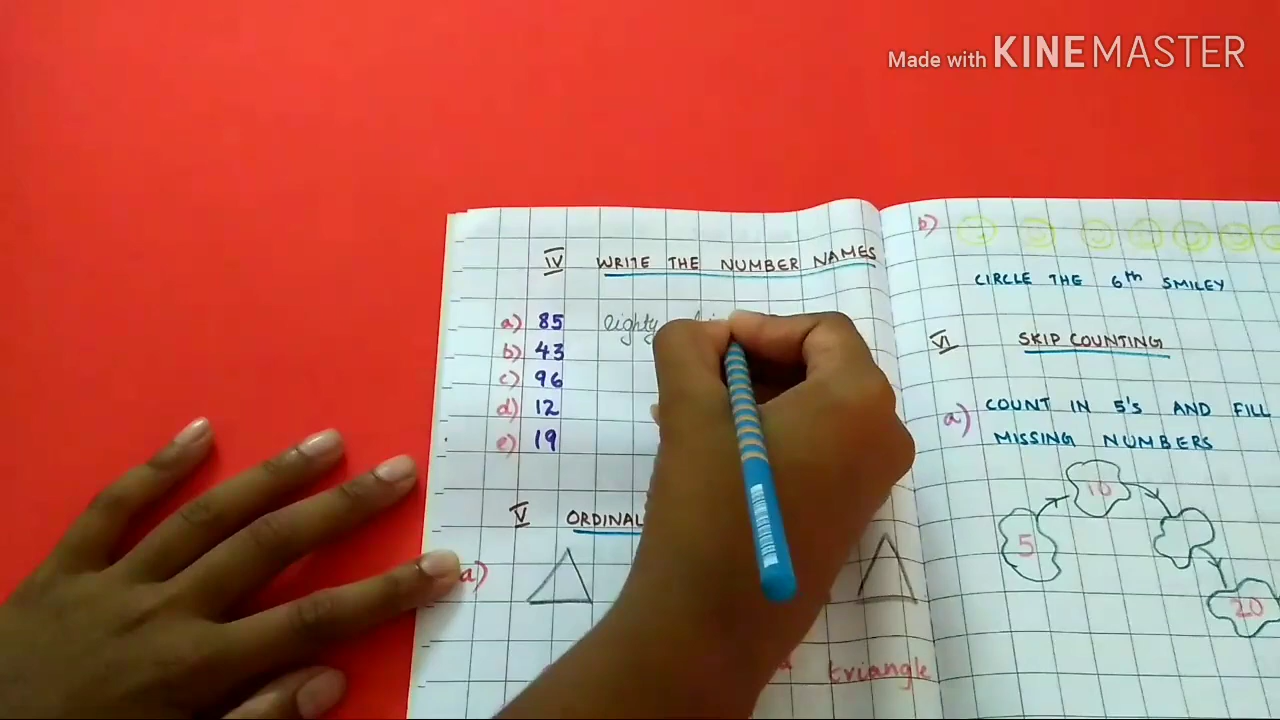 Made with KINEMASTER
IV WRITE THE NUMBER NAMES
a) 85 eighty
b) 43
c) 96
d) 12
e) 19
V ORDINAL
a)
triangle
b)
CIRCLE THE 6th SMILEY
VI SKIP COUNTING
a) COUNT IN 5's AND FILL
MISSING NUMBERS
5 10 20